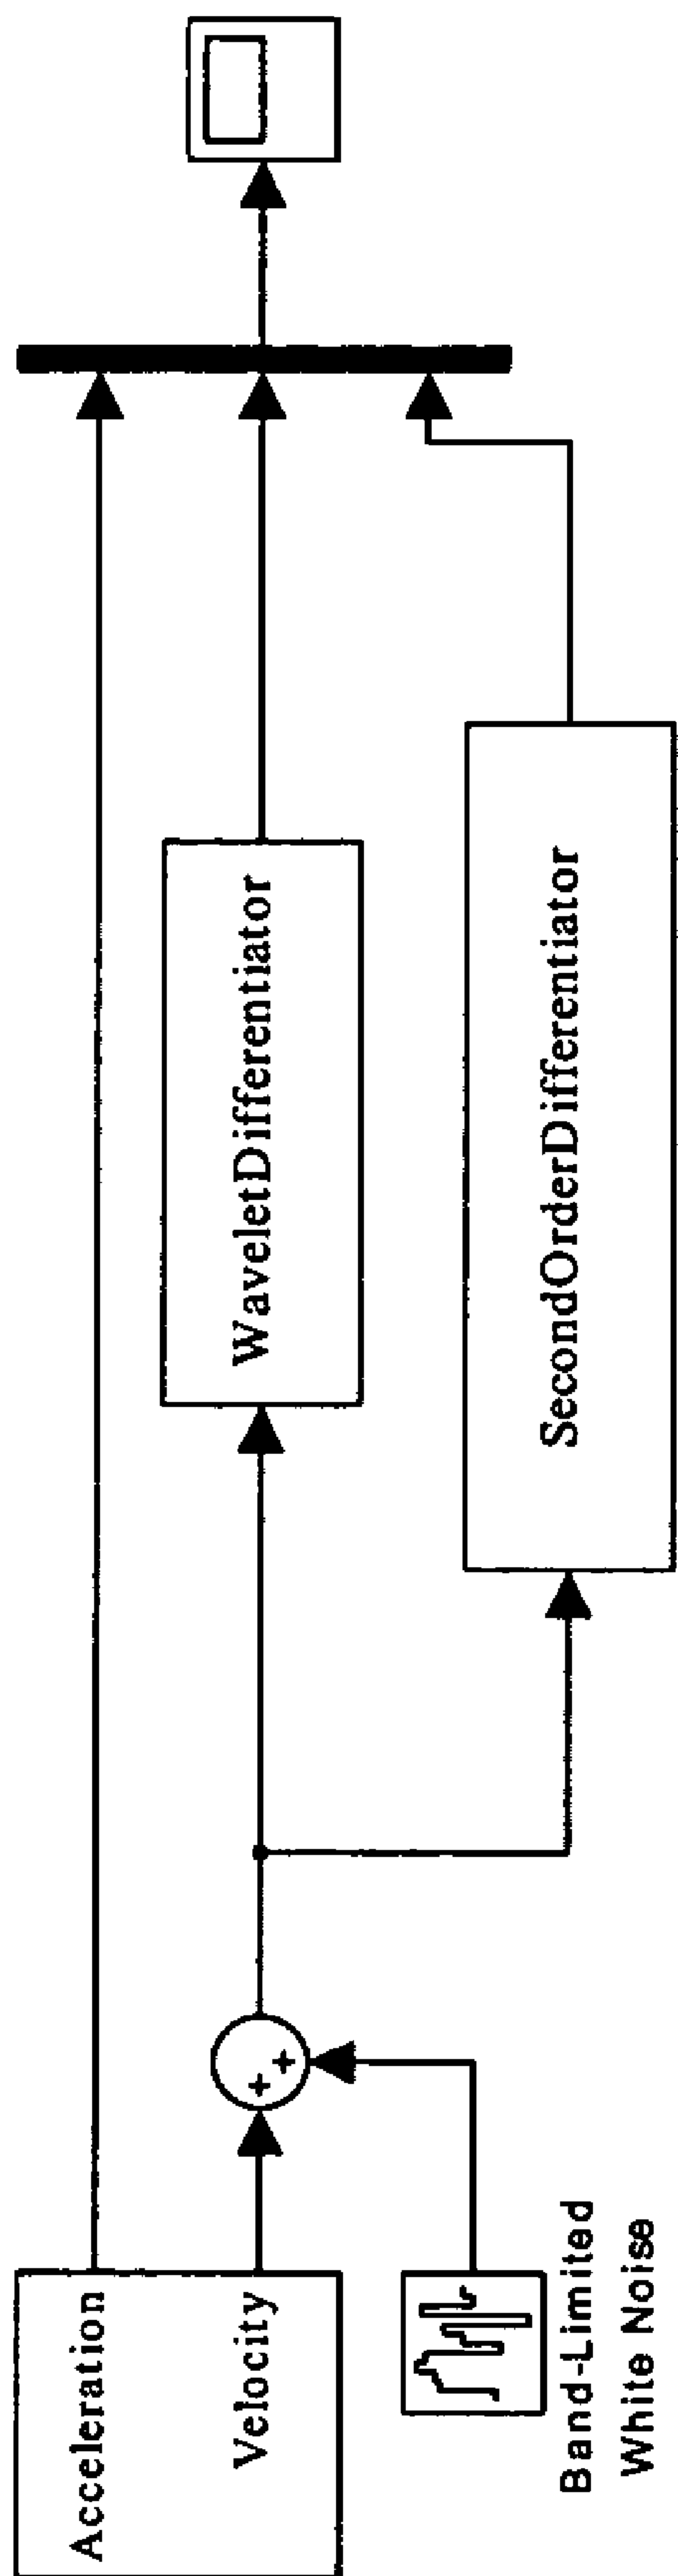 Acceleration
Velocity
+
+
Band-Limited
White Noise
WaveletDifferentiator
SecondOrderDifferentiator